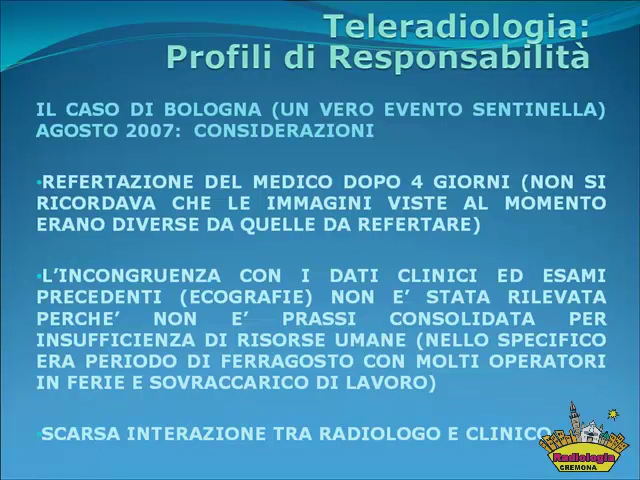 Teleradiologia:
Profili di Responsabilità
IL CASO DI BOLOGNA (UN VERO EVENTO SENTINELLA)
AGOSTO 2007: CONSIDERAZIONI
•REFERTAZIONE DEL MEDICO DOPO 4 GIORNI (NON SI
RICORDAVA CHE LE IMMAGINI VISTE AL MOMENTO
ERANO DIVERSE DA QUELLE DA REFERTARE)
•L’INCONGRUENZA CON I DATI CLINICI ED ESAMI
PRECEDENTI (ECOGRAFIE) NON E’ STATA RILEVATA
PERCHE’ NON E’ PRASSI CONSOLIDATA PER
INSUFFICIENZA DI RISORSE UMANE (NELLO SPECIFICO
ERA PERIODO DI FERRAGOSTO CON MOLTI OPERATORI
IN FERIE E SOVRACCARICO DI LAVORO)
•SCARSA INTERAZIONE TRA RADIOLOGO E CLINICO
Radiologia
CREMONA